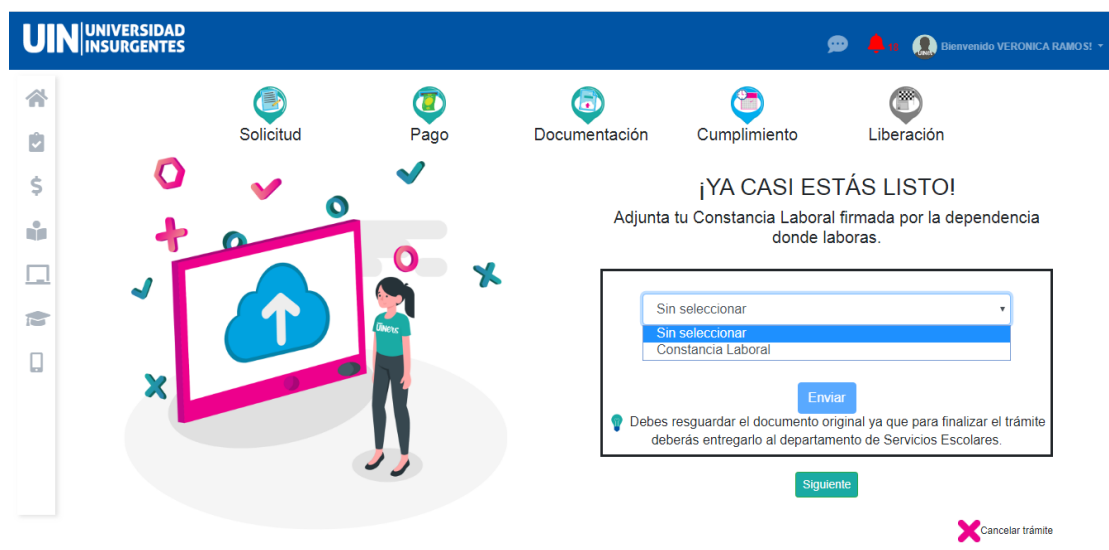 UIN UNIVERSIDAD
INSURGENTES
Bienvenido VERONICA RAMOS!
Solicitud
Pago
Documentación
Cumplimiento
Liberación
¡YA CASI ESTÁS LISTO!
Adjunta tu Constancia Laboral firmada por la dependencia
donde laboras.
Sin seleccionar
Sin seleccionar
Constancia Laboral
Enviar
Debes resguardar el documento original ya que para finalizar el trámite
deberás entregarlo al departamento de Servicios Escolares.
Siguiente
Cancelar trámite